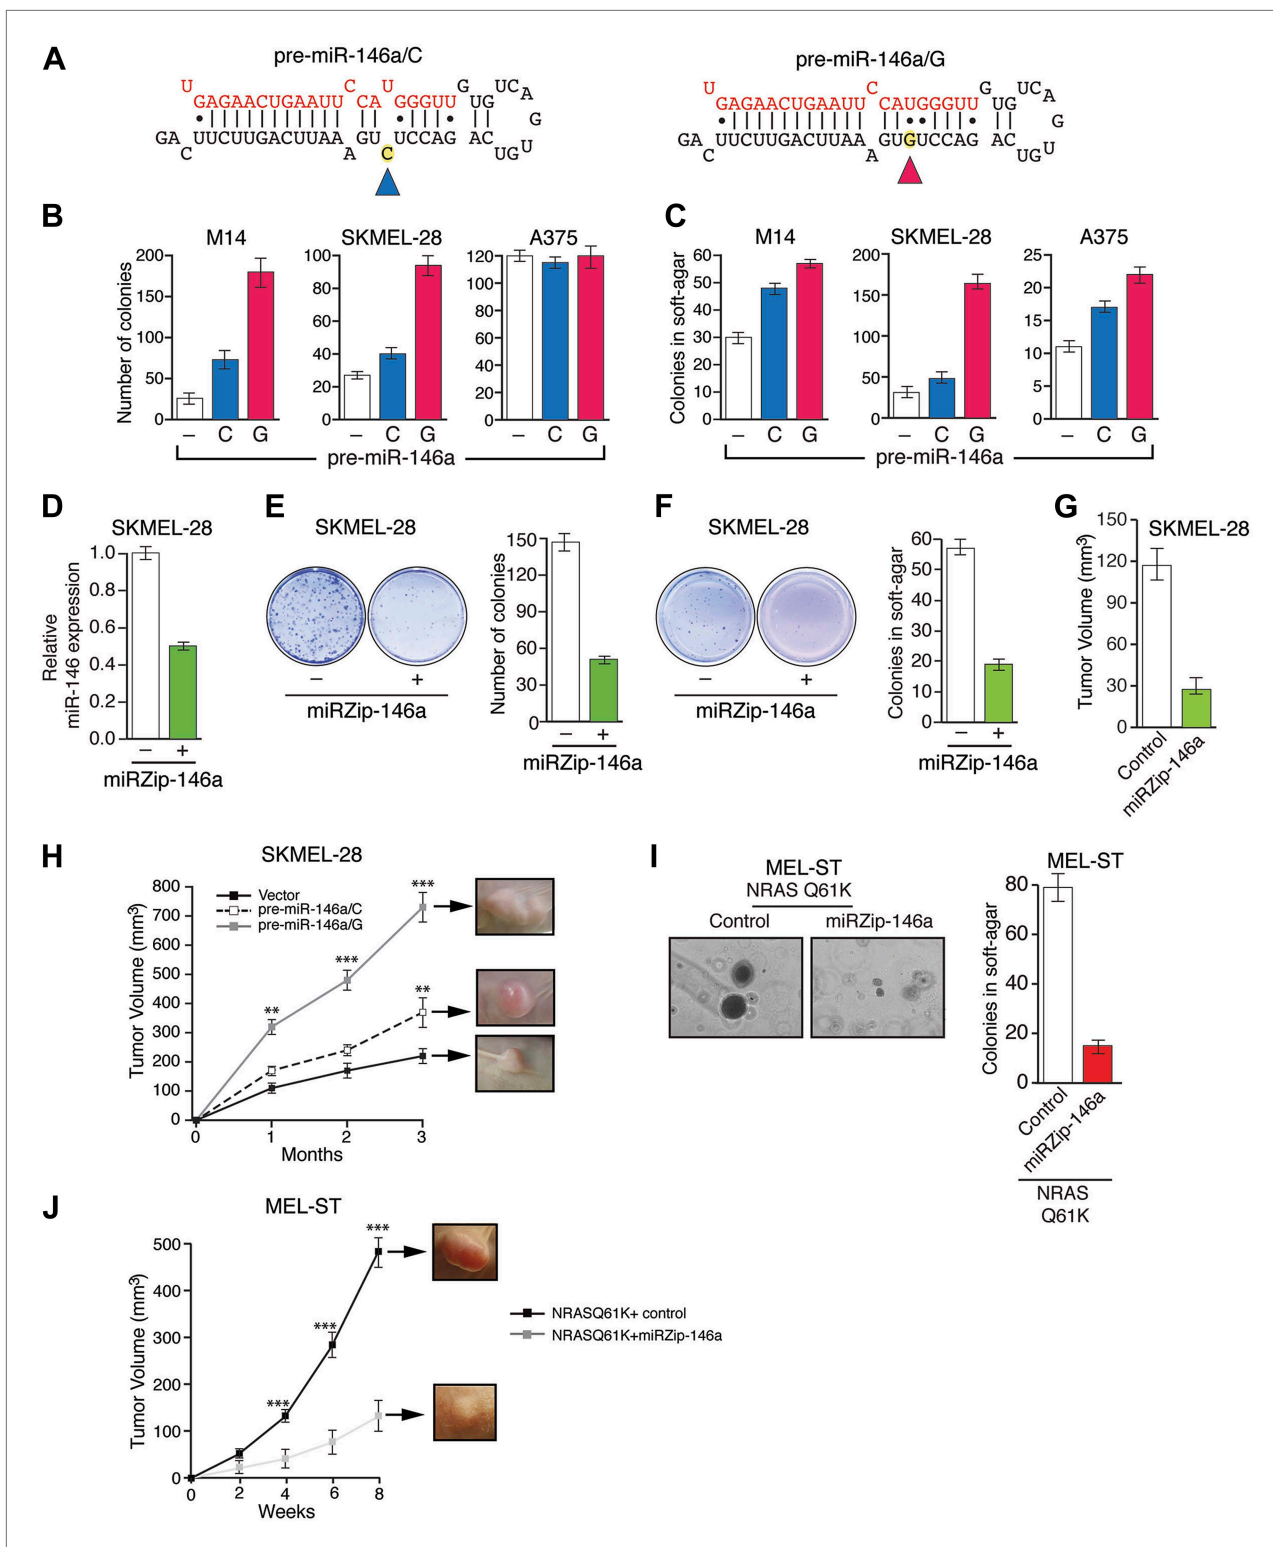 A
pre-miR-146a/C
U C U G UCA
GAGAACUGAAUU CA GGGUU UG
G
UUCUUGACUUAA GU UCCAG AC
GA C A C UGU
pre-miR-146a/G
U C G UCA
GAGAACUGAAUU CAUGGGUU UG
G
UUCUUGACUUAA GUGUCCAG AC
GA C A UGU
B
M14
SKMEL-28
A375
Number of colonies
200
150
100
50
0
100
80
60
40
20
0
120
100
80
60
40
20
0
– C G
– C G
– C G
pre-miR-146a
C
M14
SKMEL-28
A375
Colonies in soft-agar
60
50
40
30
20
10
0
200
150
100
50
0
25
20
15
10
5
0
– C G
– C G
– C G
pre-miR-146a
D
SKMEL-28
Relative
miR-146 expression
1.0
0.8
0.6
0.4
0.2
0.0
– +
miRZip-146a
E
SKMEL-28
– +
miRZip-146a
Number of colonies
150
120
90
60
30
0
– +
miRZip-146a
F
SKMEL-28
– +
miRZip-146a
Colonies in soft-agar
60
50
40
30
20
10
0
– +
miRZip-146a
G
SKMEL-28
Tumor Volume (mm3)
150
120
90
60
30
0
Control
miRZip-146a
H
SKMEL-28
Tumor Volume (mm3)
800
700
600
500
400
300
200
100
0
Vector
pre-miR-146a/C
pre-miR-146a/G
**
***
***
**
0 1 2 3
Months
I
MEL-ST
NRAS Q61K
Control
miRZip-146a
MEL-ST
Colonies in soft-agar
80
60
40
20
0
Control
miRZip-146a
NRAS
Q61K
J
MEL-ST
Tumor Volume (mm3)
500
400
300
200
100
0
***
***
***
0 2 4 6 8
Weeks
NRASQ61K+ control
NRASQ61K+miRZip-146a